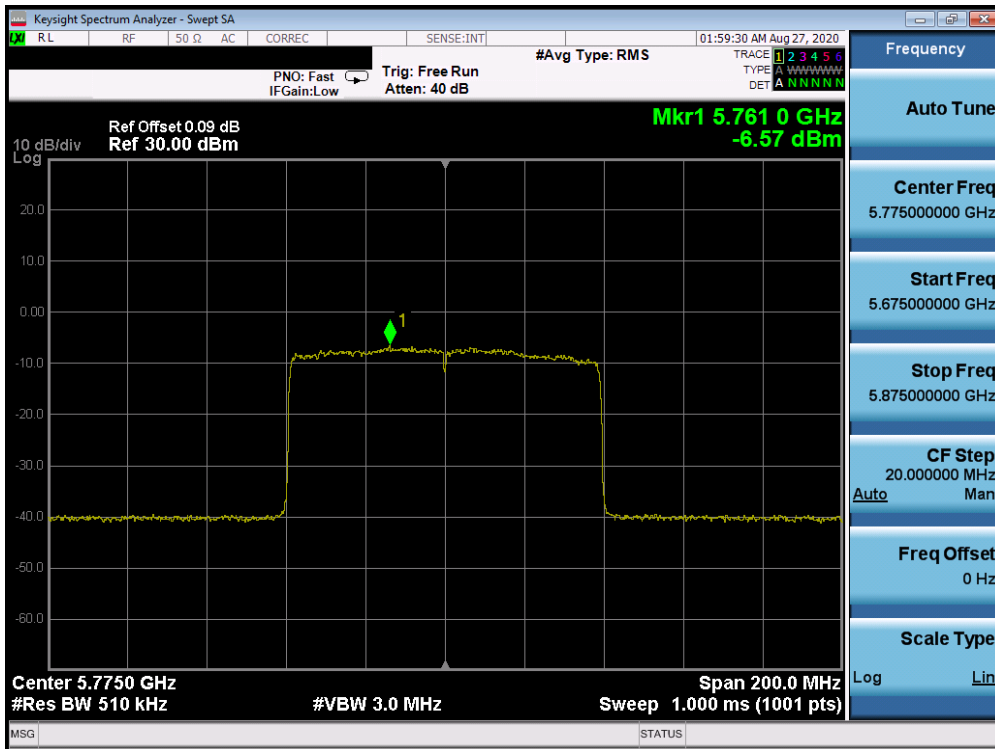 Keysight Spectrum Analyzer - Swept SA
LXI RL RF 50 Ω AC CORREC SENSE:INT 01:59:30 AM Aug 27, 2020
#Avg Type: RMS
TRACE 1 2 3 4 5 6
TYPE A W W W W W
DET A N N N N N
PNO: Fast
IFGain:Low
Trig: Free Run
Atten: 40 dB
Mkr1 5.761 0 GHz
-6.57 dBm
Ref Offset 0.09 dB
10 dB/div Ref 30.00 dBm
Log
20.0
10.0
0.00
-10.0
-20.0
-30.0
-40.0
-50.0
-60.0
1
Center 5.7750 GHz Span 200.0 MHz
#Res BW 510 kHz #VBW 3.0 MHz Sweep 1.000 ms (1001 pts)
MSG STATUS
Frequency
Auto Tune
Center Freq
5.775000000 GHz
Start Freq
5.675000000 GHz
Stop Freq
5.875000000 GHz
CF Step
20.000000 MHz
Auto Man
Freq Offset
0 Hz
Scale Type
Log Lin